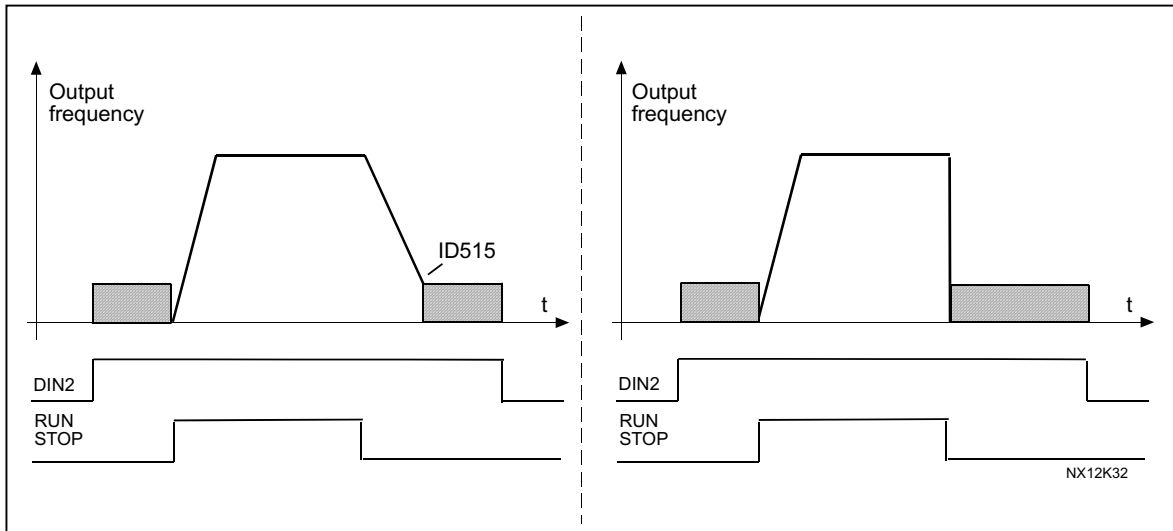 Output
frequency
ID515
t
DIN2
RUN
STOP
Output
frequency
t
DIN2
RUN
STOP
NX12K32